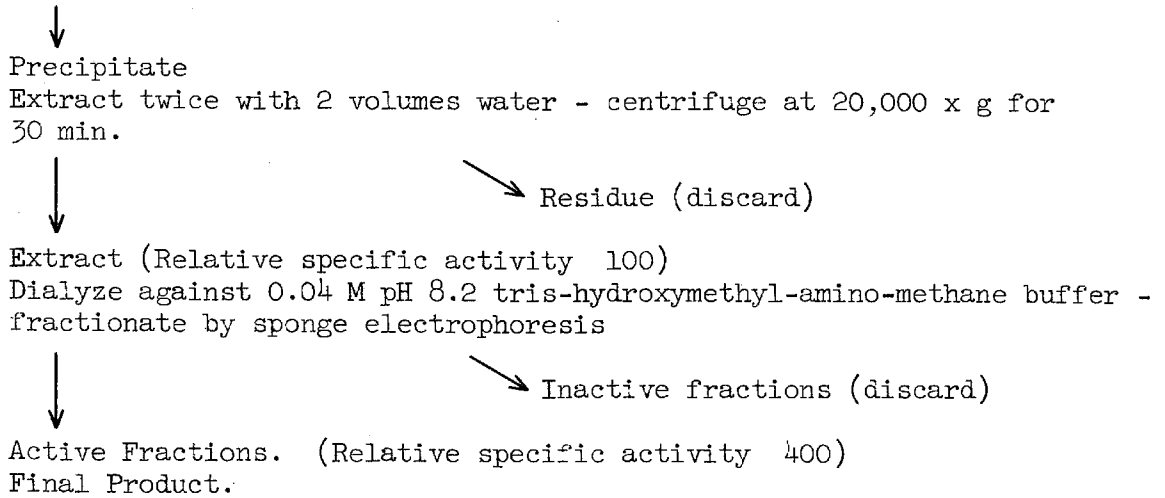 Precipitate
Extract twice with 2 volumes water - centrifuge at 20,000 x g for
30 min.
Residue (discard)
Extract (Relative specific activity 100)
Dialyze against 0.04 M pH 8.2 tris-hydroxymethyl-amino-methane buffer -
fractionate by sponge electrophoresis
Inactive fractions (discard)
Active Fractions. (Relative specific activity 400)
Final Product.